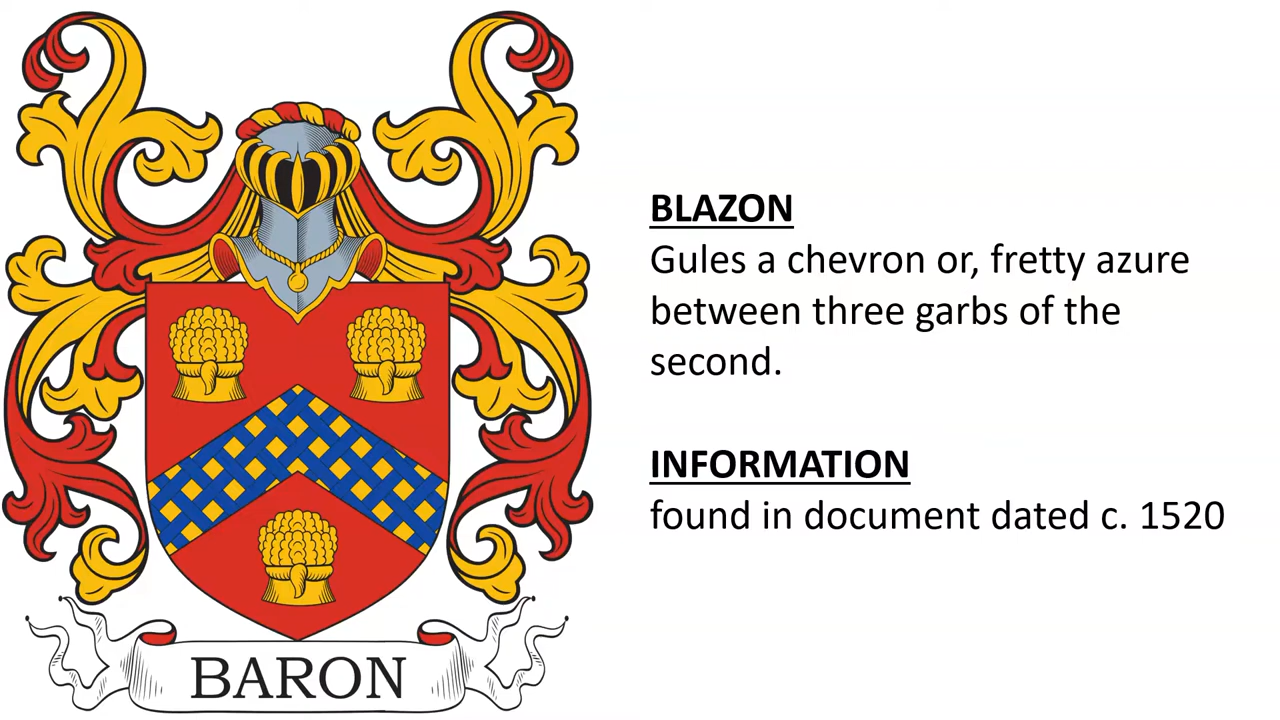 BLAZON
Gules a chevron or, fretty azure
between three garbs of the
second.
INFORMATION
found in document dated c. 1520
BARON